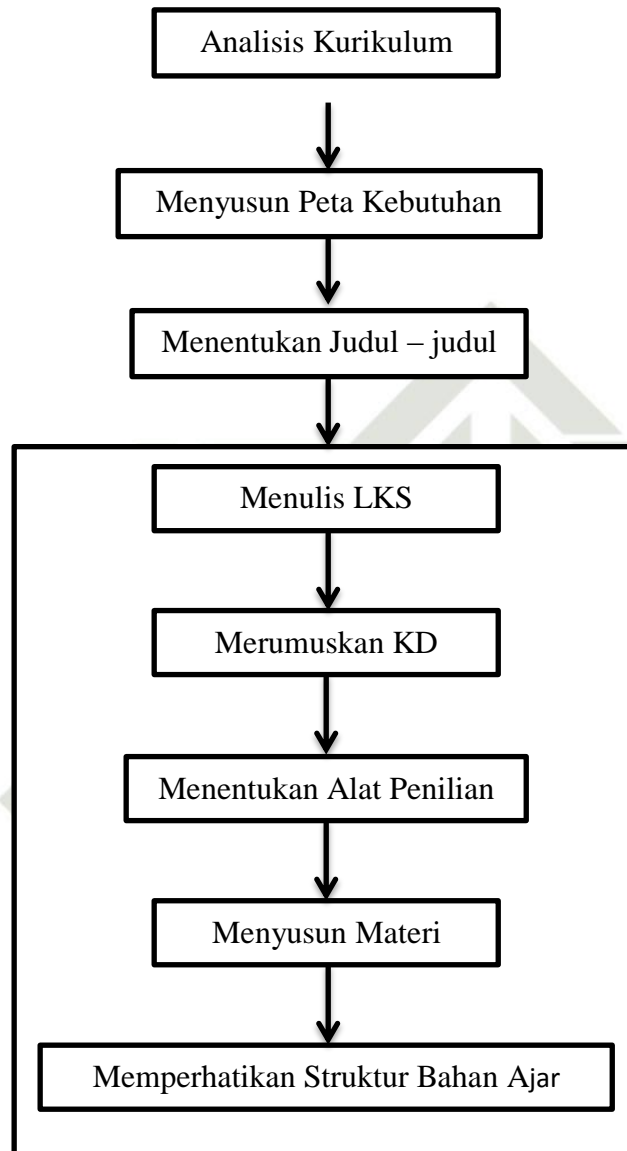 Analisis Kurikulum
Menyusun Peta Kebutuhan
Menentukan Judul – judul
Menulis LKS
Merumuskan KD
Menentukan Alat Penilian
Menyusun Materi
Memperhatikan Struktur Bahan Ajar